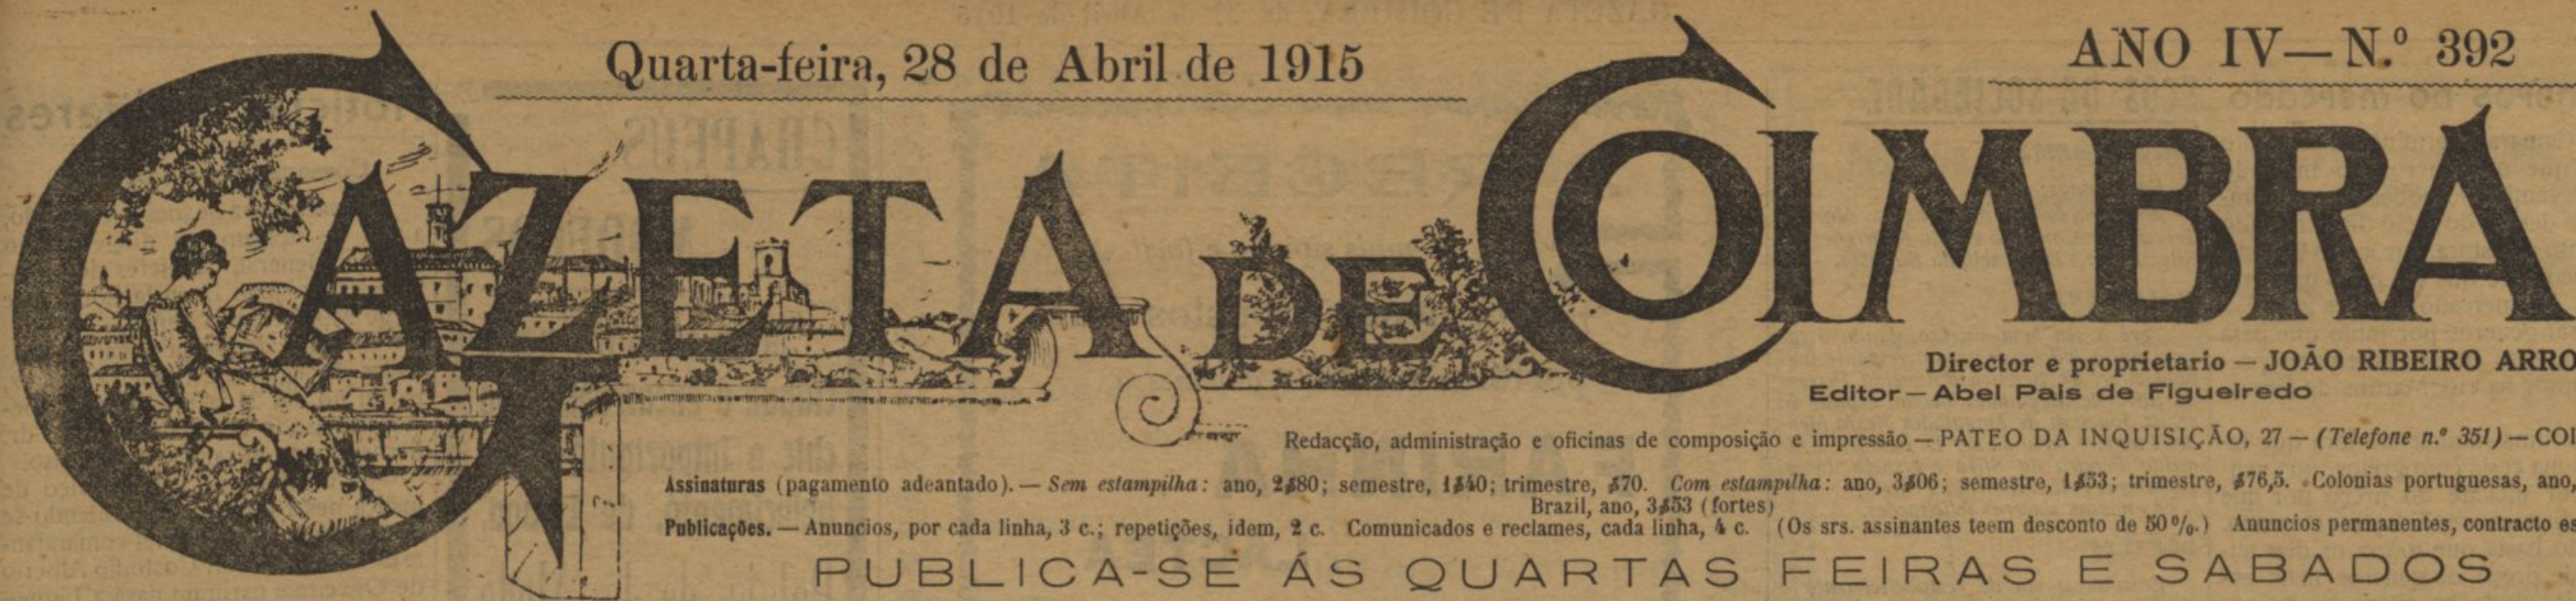 Quarta-feira, 28 de Abril de 1915
ANO IV—N.º 392
GAZETA DE COIMBRA
Director e proprietario — JOÃO RIBEIRO ARRO
Editor—Abel Pais de Figueiredo
Redacção, administração e oficinas de composição e impressão — PATEO DA INQUISIÇÃO, 27 — (Telefone n.º 351) — COI
Assinaturas (pagamento adeantado). — Sem estampilha: ano, 2$80; semestre, 1$40; trimestre, $70. Com estampilha: ano, 3$06; semestre, 1$53; trimestre, $76,5. Colonias portuguesas, ano,
Brazil, ano, 3$53 (fortes)
Publicações. — Anuncios, por cada linha, 3 c.; repetições, idem, 2 c. Comunicados e reclames, cada linha, 4 c. (Os srs. assinantes teem desconto de 50%.) Anuncios permanentes, contracto es
PUBLICA-SE ÁS QUARTAS FEIRAS E SABADOS